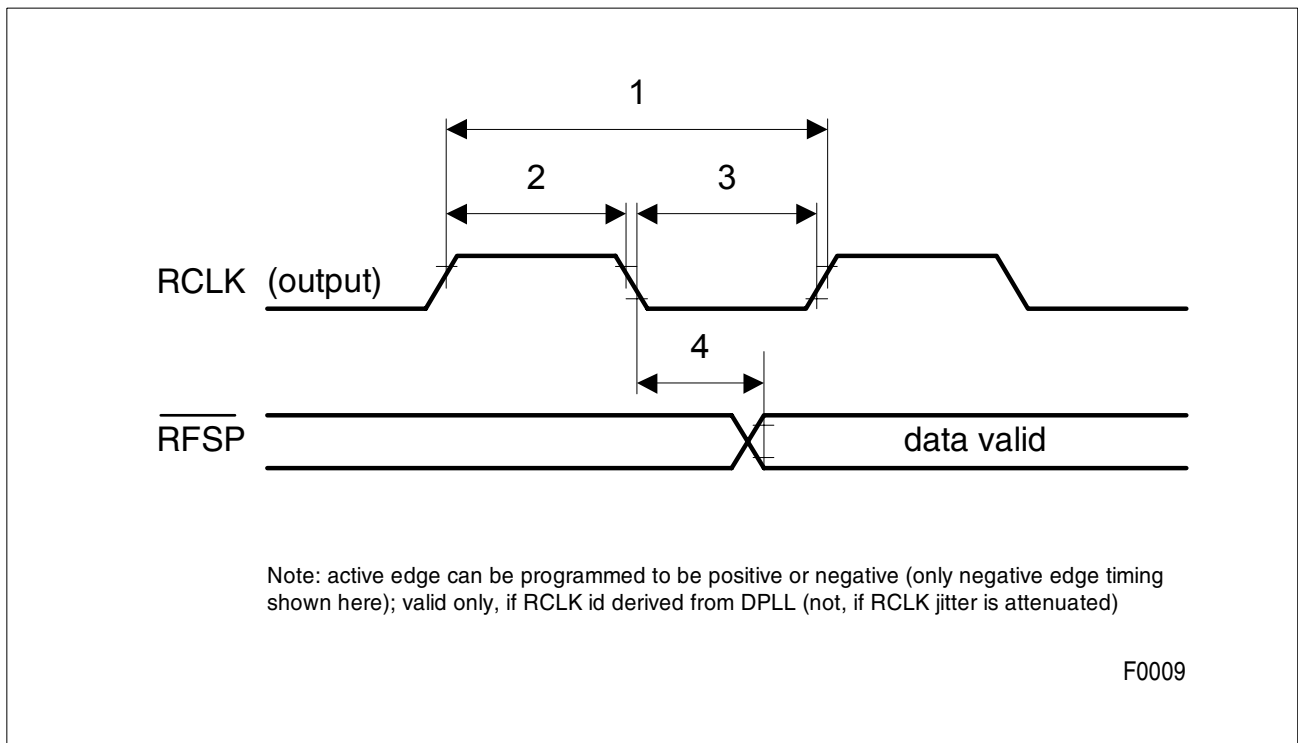 1
2 3
RCLK (output)
4
RFSP data valid
Note: active edge can be programmed to be positive or negative (only negative edge timing
shown here); valid only, if RCLK id derived from DPLL (not, if RCLK jitter is attenuated)
F0009